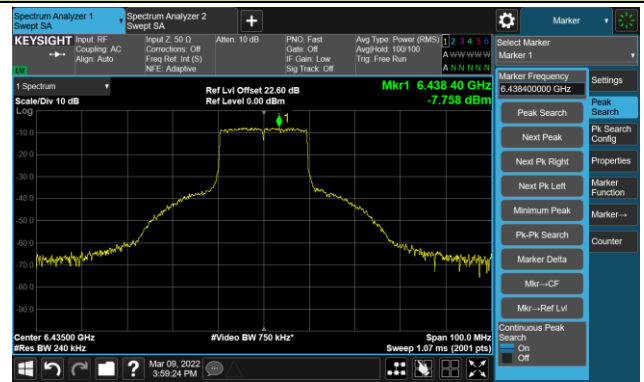 Spectrum Analyzer 1
Swept SA
Spectrum Analyzer 2
Swept SA
+
Marker
KEYSIGHT
Input: RF
Coupling: AC
Align: Auto
Input Z: 50 Ω
Corrections: Off
Freq Ref: Int (S)
NFE: Adaptive
Atten: 10 dB
PNO: Fast
Gate: Off
IF Gain: Low
Sig Track: Off
Avg Type: Power (RMS)
Avg|Hold: 100/100
Trig: Free Run
1 2 3 4 5 6
A W W W W W
A N N N N N
Select Marker
Marker 1
LW
1 Spectrum
Scale/Div 10 dB
Log
Ref Lvl Offset 22.60 dB
Ref Level 0.00 dBm
Mkr1 6.438 40 GHz
-7.758 dBm
1
-10.0
-20.0
-30.0
-40.0
-50.0
-60.0
-70.0
-80.0
-90.0
Center 6.43500 GHz
#Res BW 240 kHz
#Video BW 750 kHz*
Span 100.0 MHz
Sweep 1.07 ms (2001 pts)
Marker Frequency
6.438400000 GHz
Peak Search
Next Peak
Next Pk Right
Next Pk Left
Minimum Peak
Pk-Pk Search
Marker Delta
Mkr→CF
Mkr→Ref Lvl
Continuous Peak
Search
On
Off
Settings
Peak
Search
Pk Search
Config
Properties
Marker
Function
Marker→
Counter
?
Mar 09, 2022
3:59:24 PM